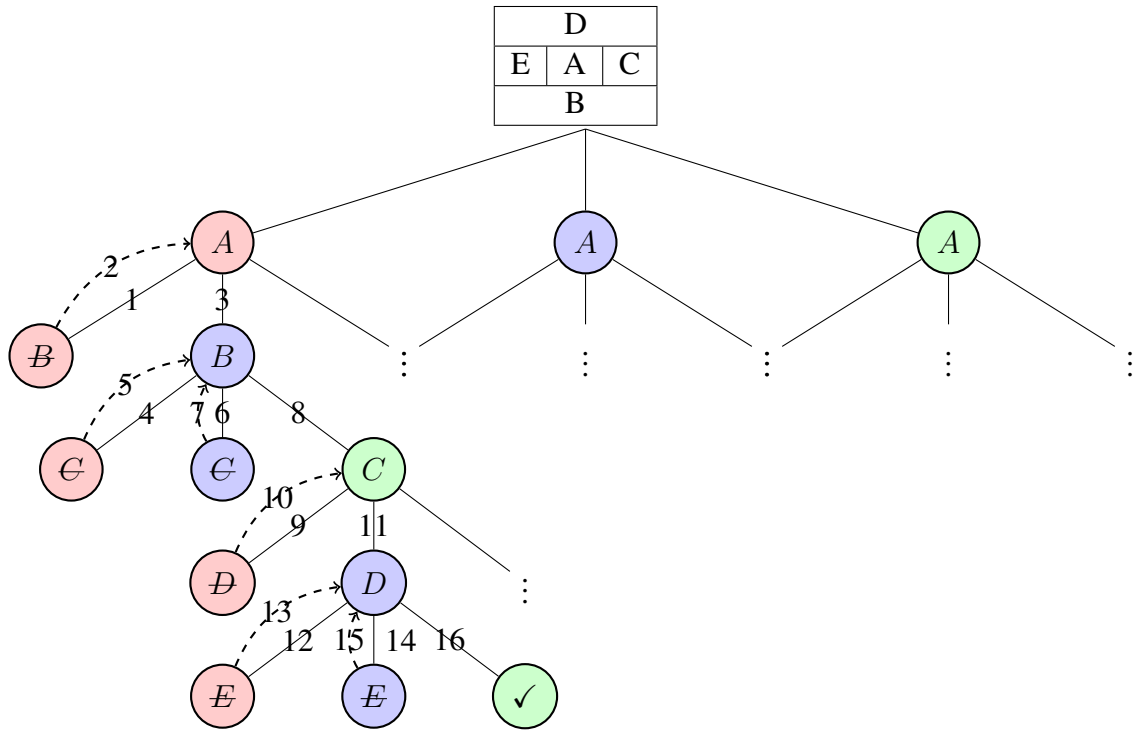 D
E A C
B
A A A
2
1 3
B B ⋮ ⋮ ⋮ ⋮ ⋮
5
4 7 6 8
C C C
10
9 11
D D ⋮
13
12 15 14 16
E E ✓